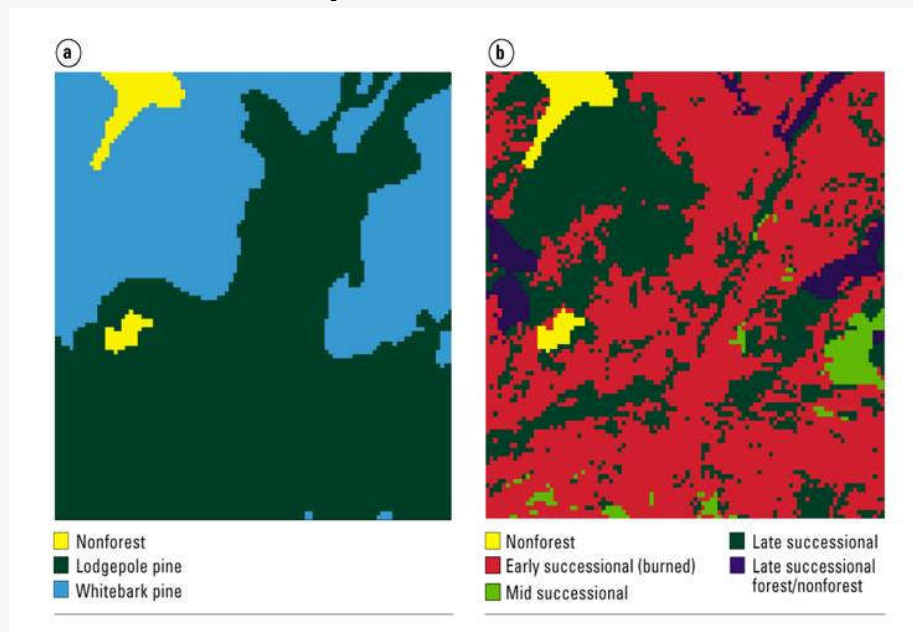 a
b
Nonforest
Lodgepole pine
Whitebark pine
Nonforest
Early successional (burned)
Mid successional
Late successional
Late successional
forest/nonforest